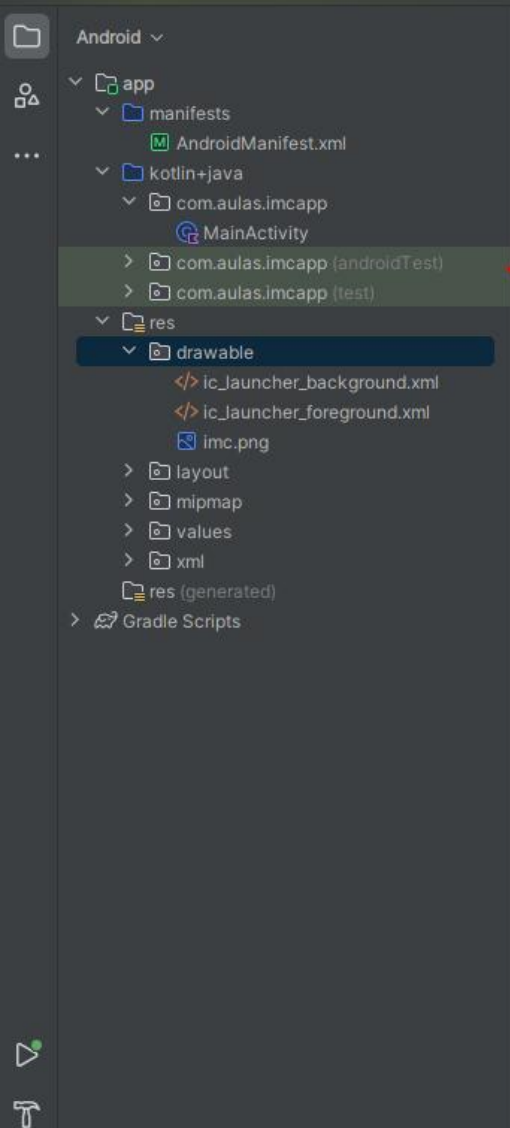 Android
app
manifests
AndroidManifest.xml
kotlin+java
com.aulas.imcapp
MainActivity
com.aulas.imcapp (androidTest)
com.aulas.imcapp (test)
res
drawable
ic_launcher_background.xml
ic_launcher_foreground.xml
imc.png
layout
mipmap
values
xml
res (generated)
Gradle Scripts